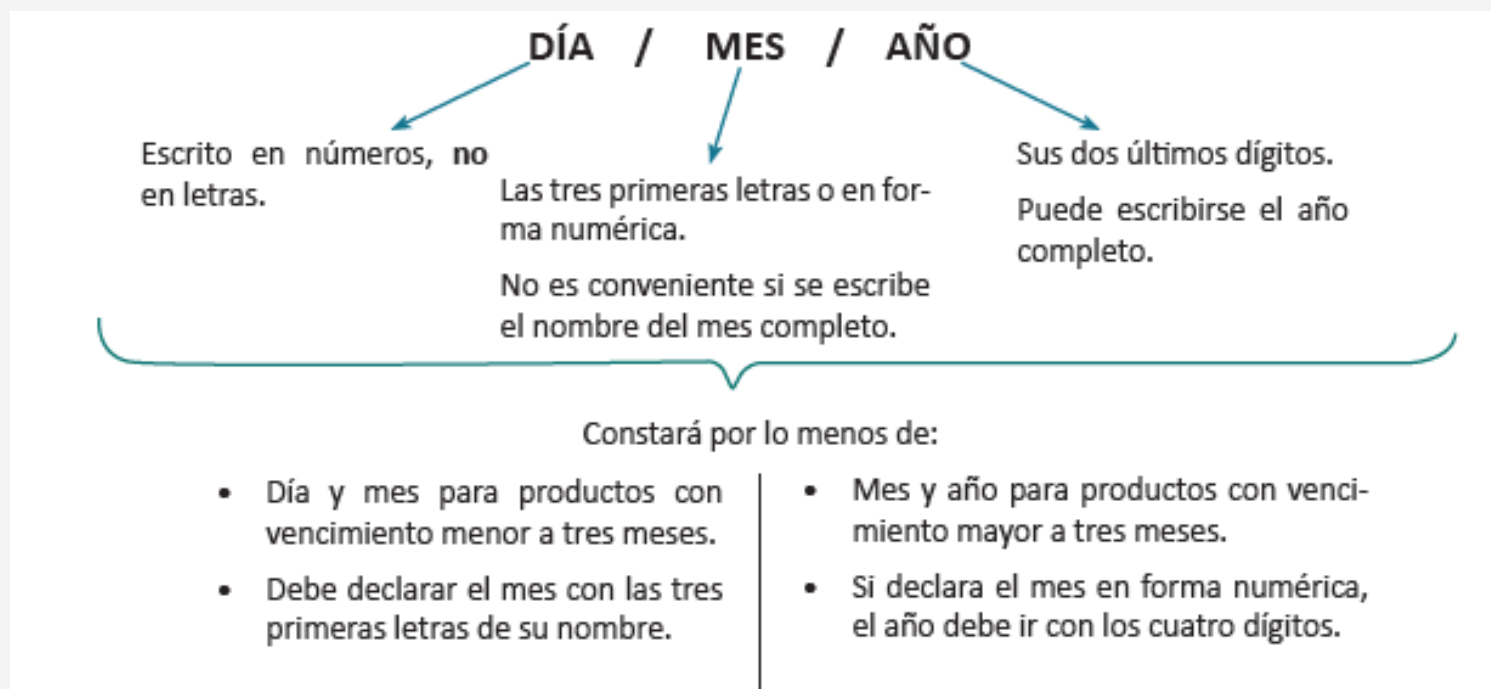 DÍA / MES / AÑO
Escrito en números, no
en letras.
Las tres primeras letras o en for-
ma numérica.
No es conveniente si se escribe
el nombre del mes completo.
Sus dos últimos dígitos.
Puede escribirse el año
completo.
Constará por lo menos de:
• Día y mes para productos con
vencimiento menor a tres meses.
• Debe declarar el mes con las tres
primeras letras de su nombre.
• Mes y año para productos con venci-
miento mayor a tres meses.
• Si declara el mes en forma numérica,
el año debe ir con los cuatro dígitos.